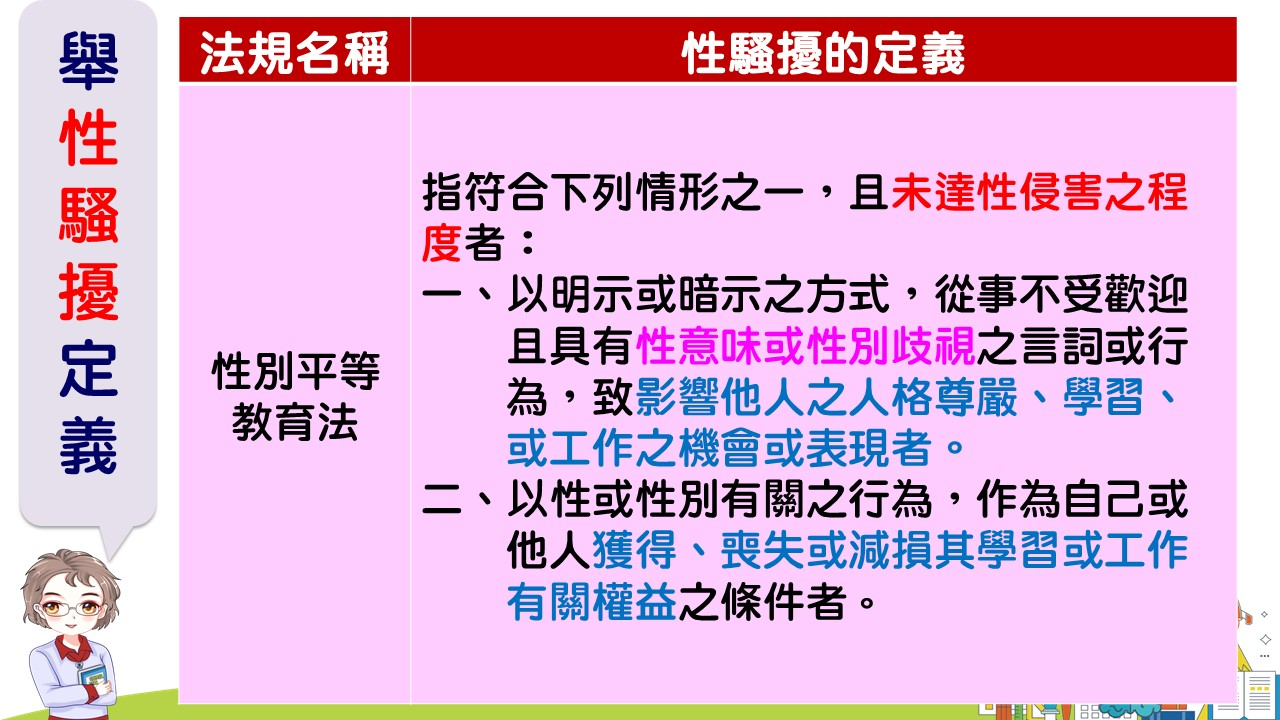 舉性騷擾定義
法規名稱
性騷擾的定義
性別平等
教育法
指符合下列情形之一，且未達性侵害之程
度者：
一、以明示或暗示之方式，從事不受歡迎
且具有性意味或性別歧視之言詞或行
為，致影響他人之人格尊嚴、學習、
或工作之機會或表現者。
二、以性或性別有關之行為，作為自己或
他人獲得、喪失或減損其學習或工作
有關權益之條件者。